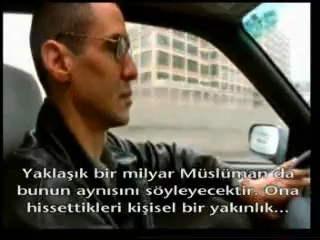 Yaklaşık bir milyar Müslüman da
bunun aynısını söyleyecektir. Ona
hissettikleri kişisel bir yakınlık...